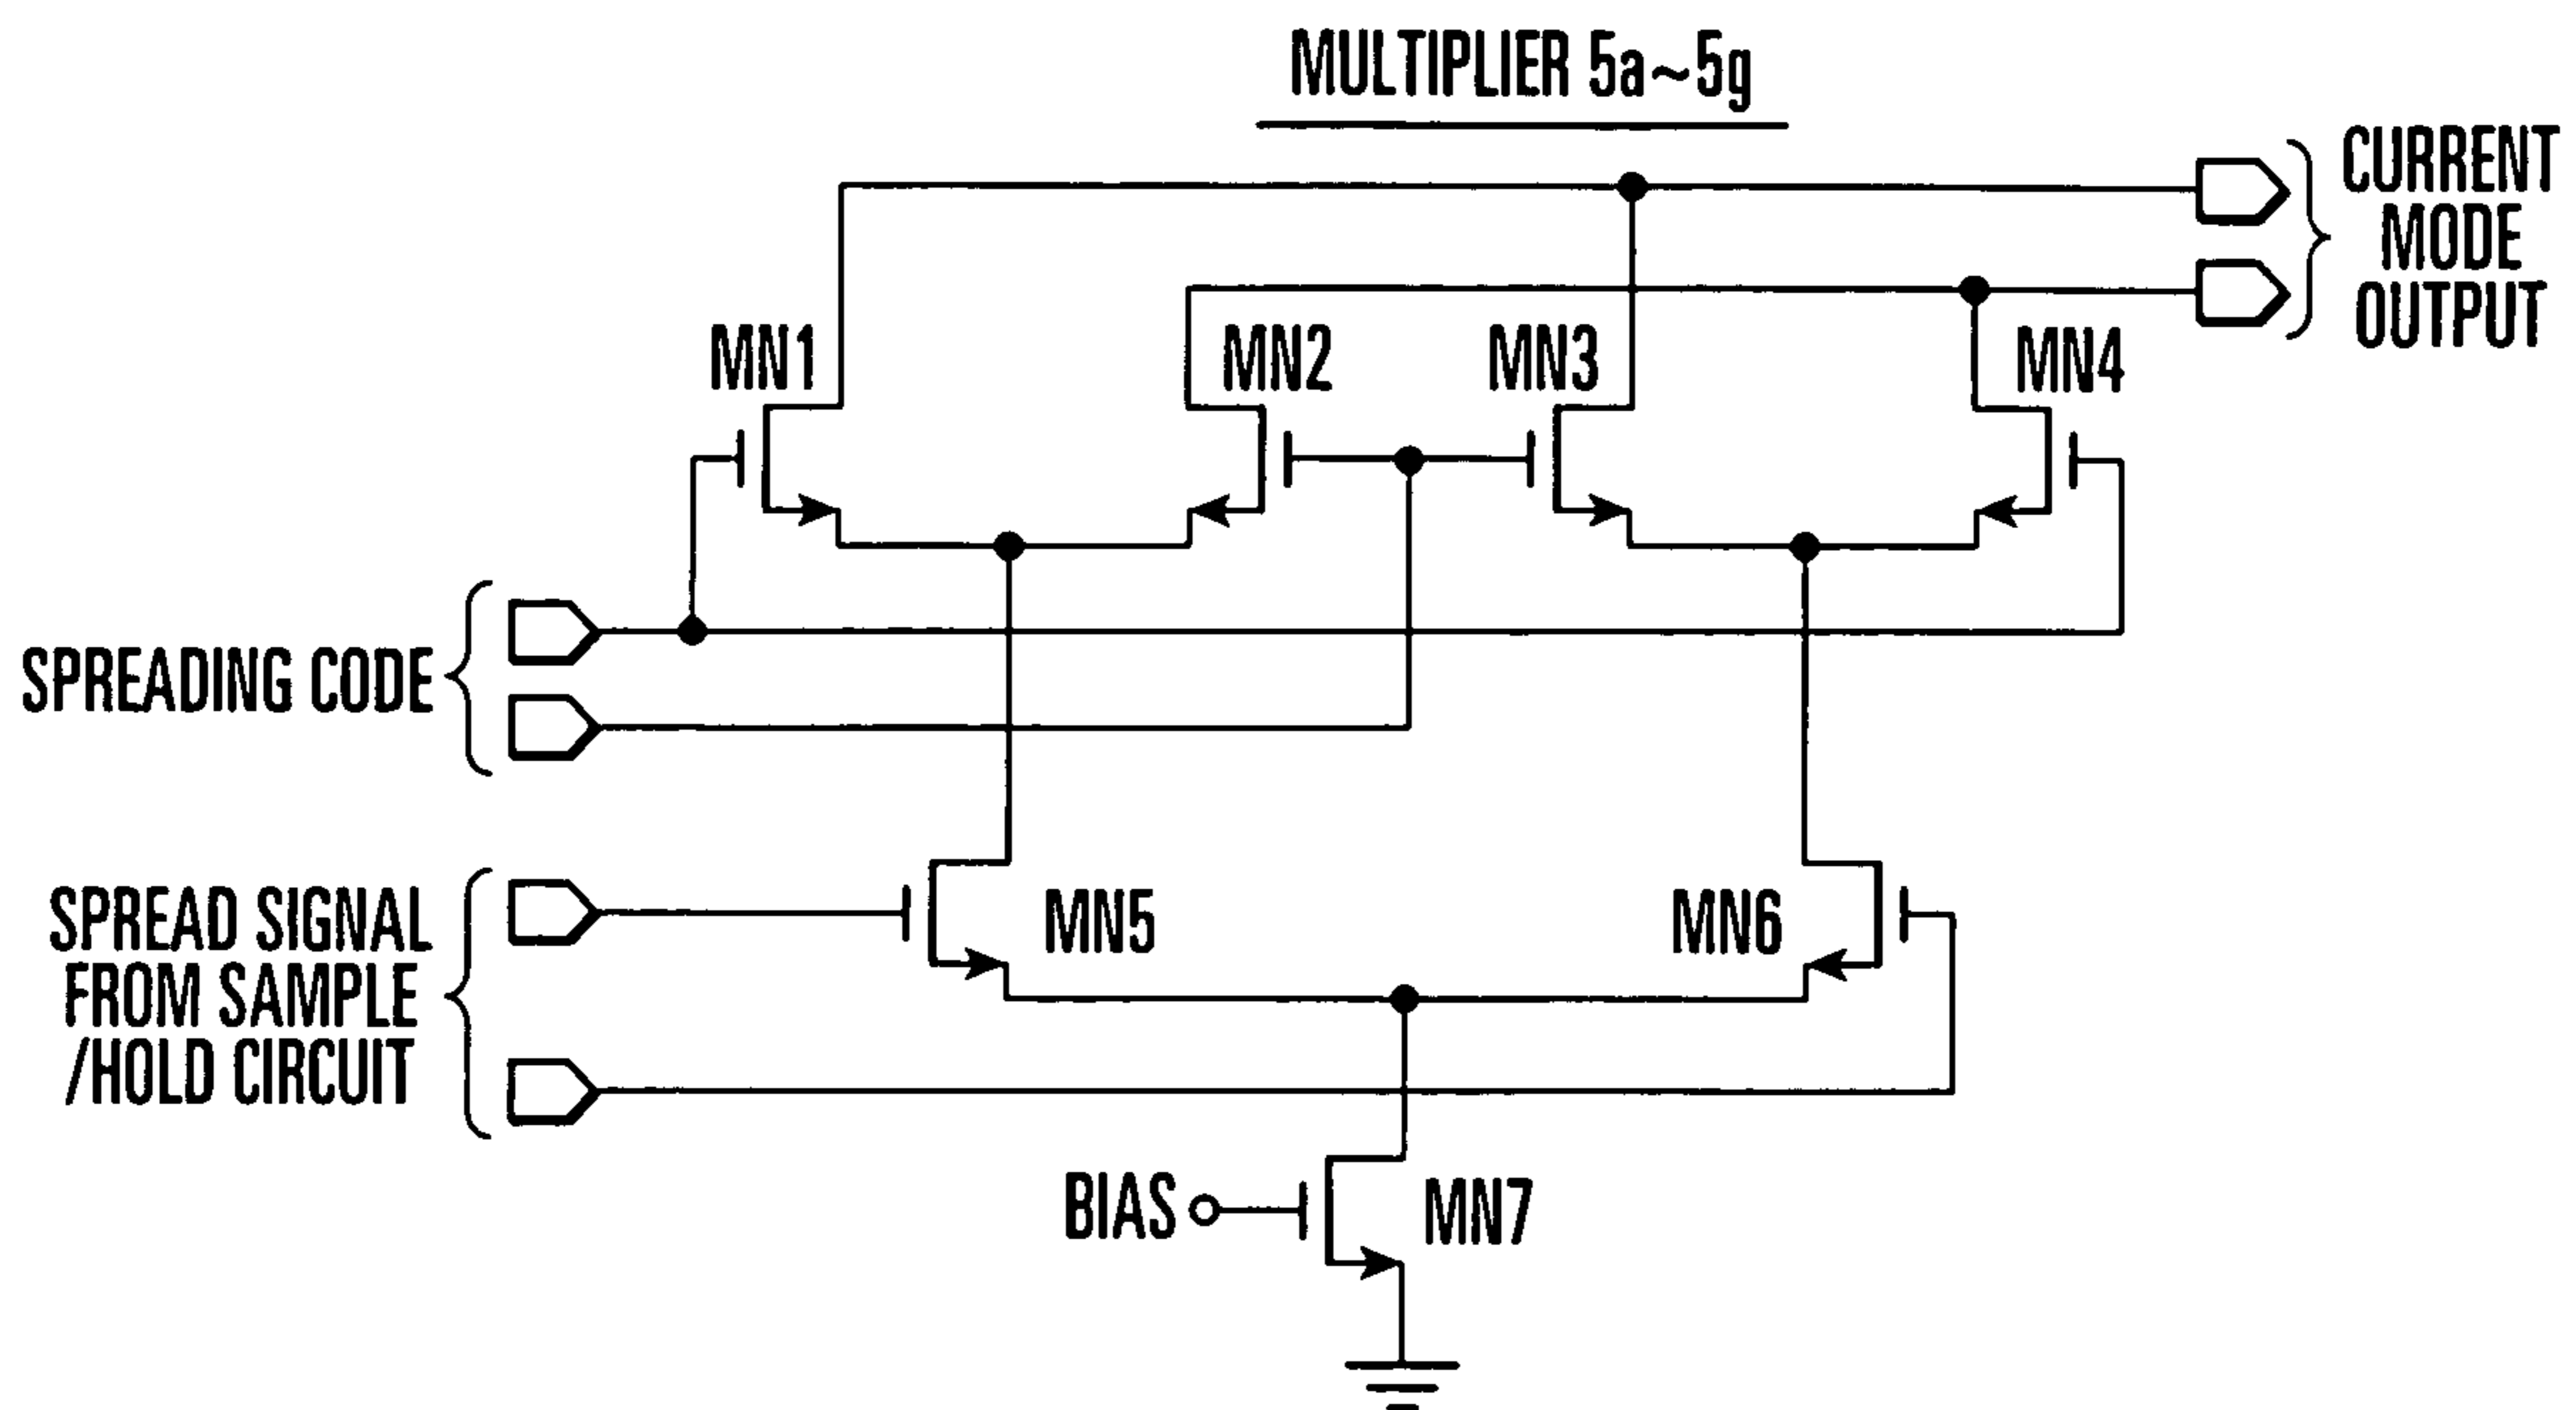 MULTIPLIER 5a~5g
CURRENT
MODE
OUTPUT
MN1
MN2
MN3
MN4
SPREADING CODE
SPREAD SIGNAL
FROM SAMPLE
/HOLD CIRCUIT
MN5
MN6
BIAS
MN7